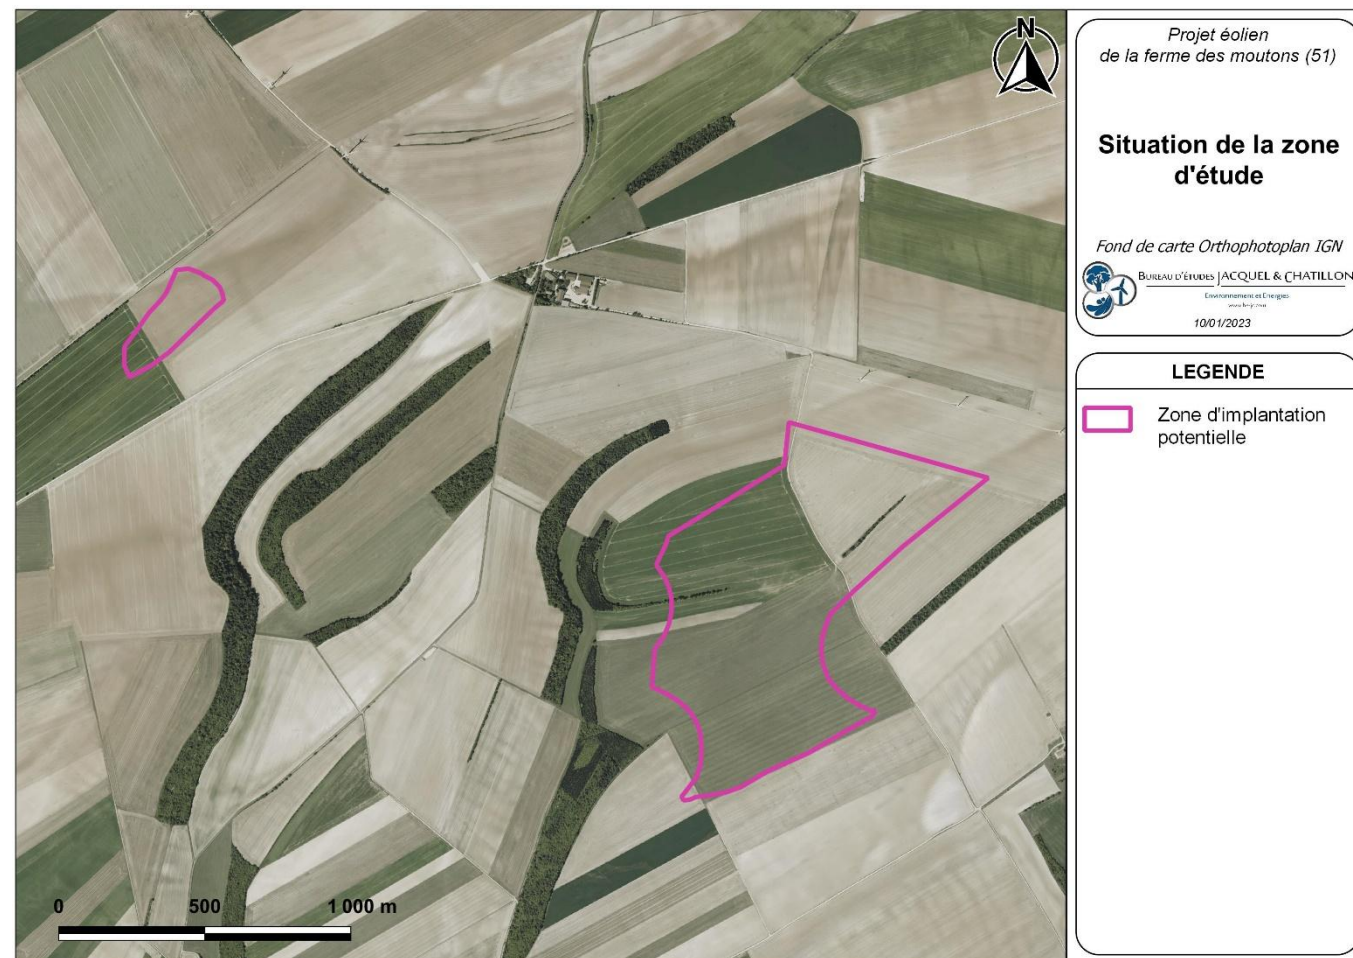 Projet éolien
de la ferme des moutons (51)
Situation de la zone
d'étude
Fond de carte Orthophotoplan IGN
BUREAU D'ÉTUDES JACQUEL & CHATILLON
Environnement et Energies
10/01/2023
LEGENDE
Zone d'implantation
potentielle
N
0 500 1 000 m